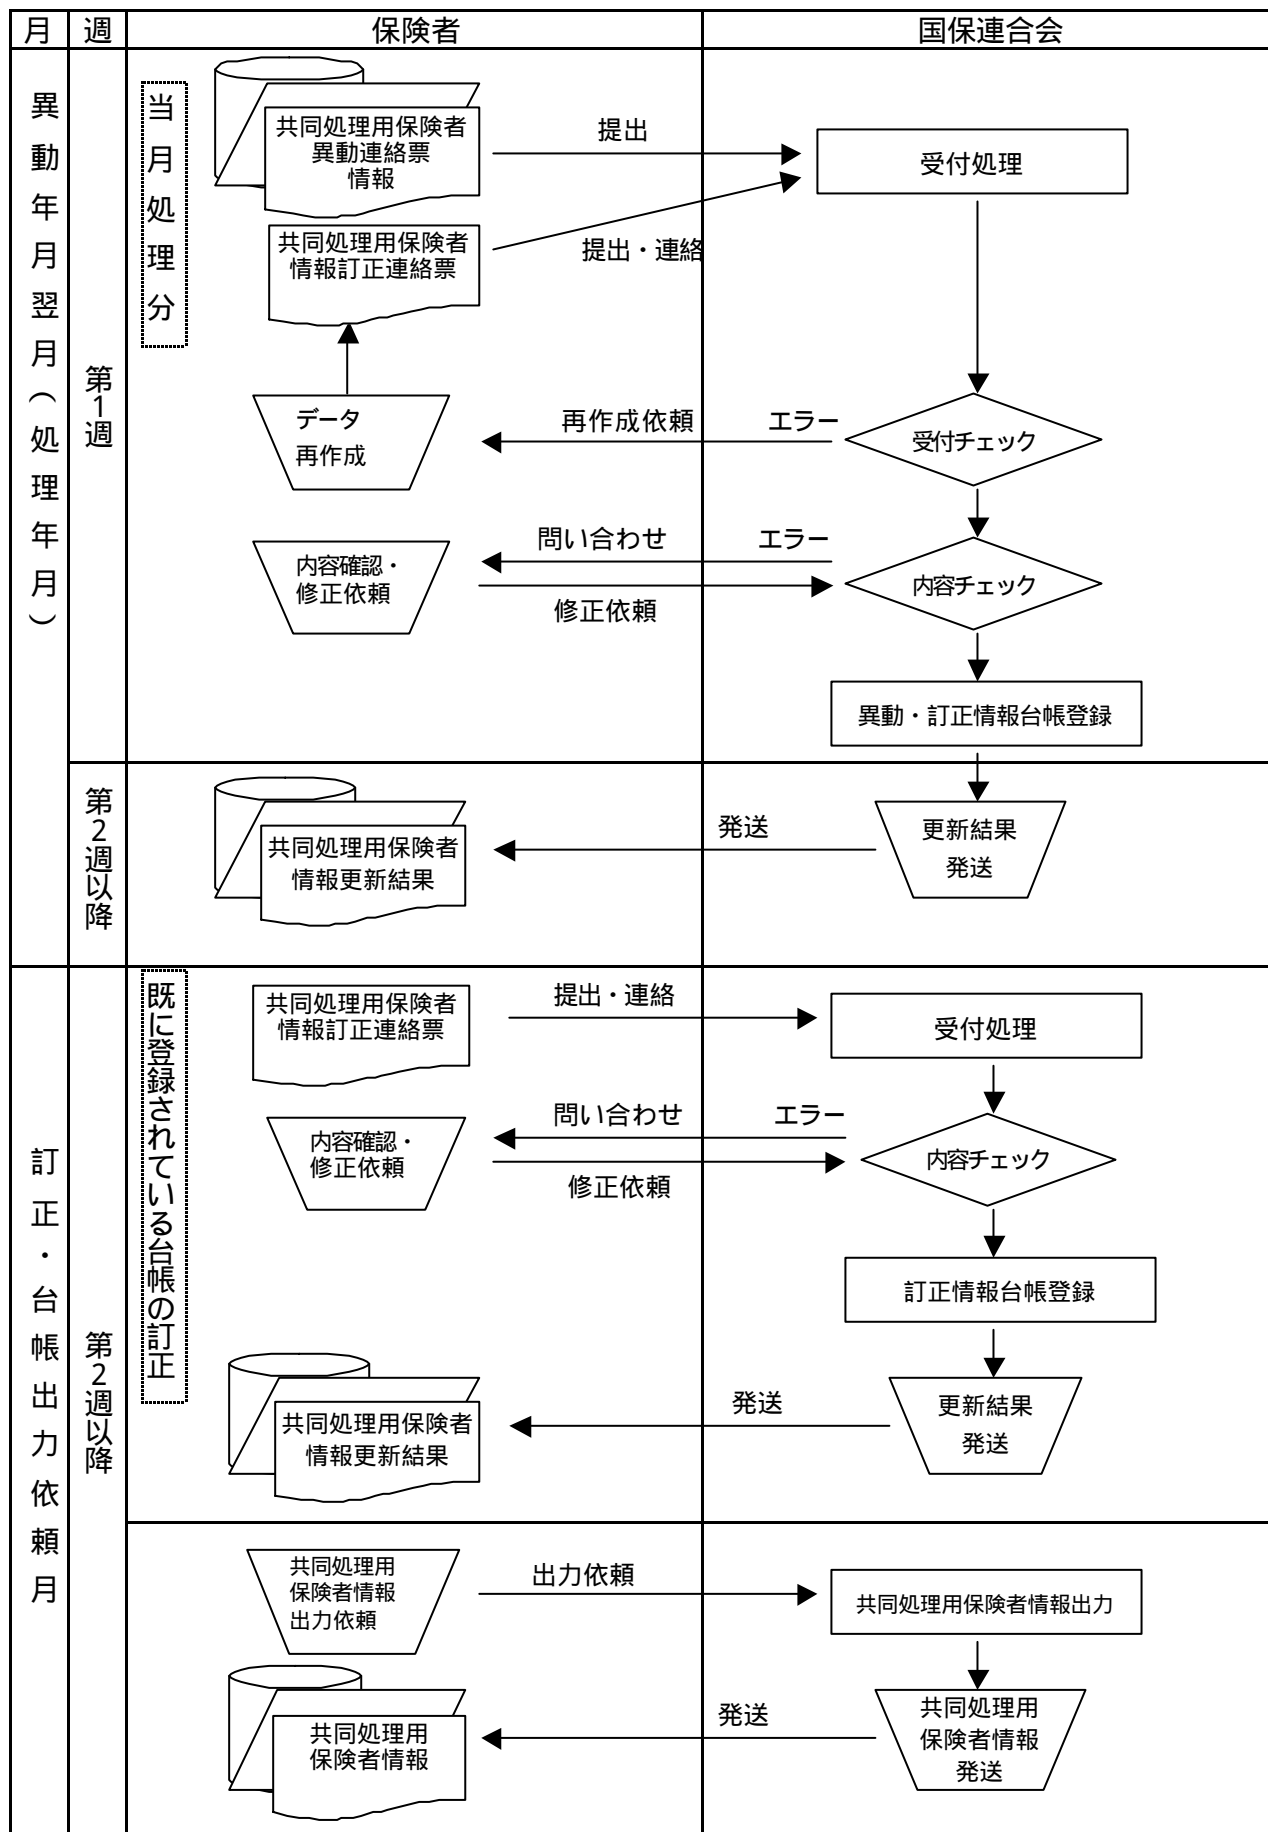 月
週
保険者
国保連合会
異動年月翌月(処理年月)
第1週
当月処理分
共同処理用保険者
異動連絡票
情報
提出
受付処理
共同処理用保険者
情報訂正連絡票
提出・連絡
データ
再作成
再作成依頼
エラー
受付チェック
内容確認・
修正依頼
問い合わせ
エラー
修正依頼
内容チェック
異動・訂正情報台帳登録
第2週以降
共同処理用保険者
情報更新結果
発送
更新結果
発送
訂正・台帳出力依頼月
第2週以降
既に登録されている台帳の訂正
共同処理用保険者
情報訂正連絡票
提出・連絡
受付処理
内容確認・
修正依頼
問い合わせ
エラー
修正依頼
内容チェック
訂正情報台帳登録
共同処理用保険者
情報更新結果
発送
更新結果
発送
共同処理用
保険者情報
出力依頼
出力依頼
共同処理用保険者情報出力
共同処理用
保険者情報
発送
共同処理用
保険者情報
発送